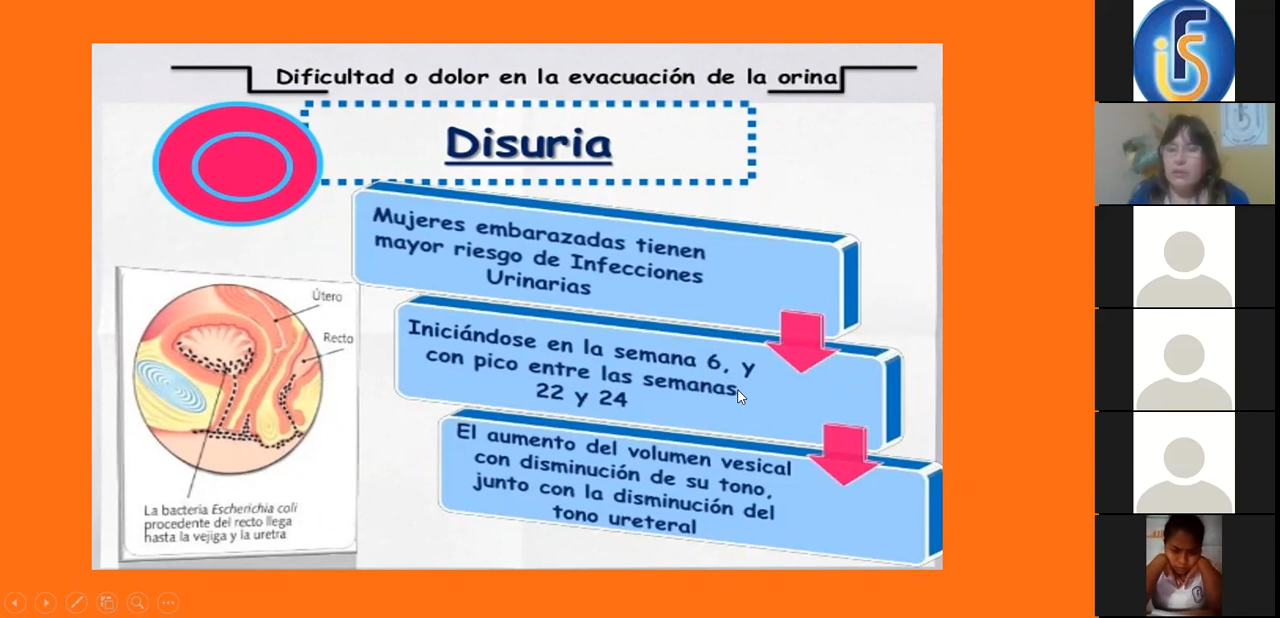 Dificultad o dolor en la evacuación de la orina
Disuria
Mujeres embarazadas tienen
mayor riesgo de Infecciones
Urinarias
Iniciándose en la semana 6, y
con pico entre las semanas
22 y 24
El aumento del volumen vesical
con disminución de su tono,
junto con la disminución del
tono ureteral
Útero
Recto
La bacteria Escherichia coli
procedente del recto llega
hasta la vejiga y la uretra